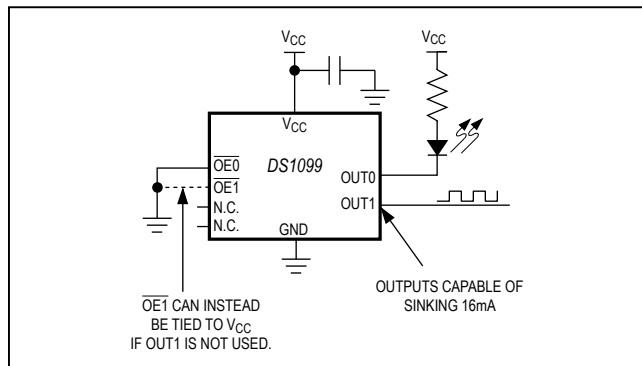 VCC
VCC
VCC
OE0
DS1099
OUT0
OE1
OUT1
N.C.
N.C.
GND
OE1 CAN INSTEAD
BE TIED TO VCC
IF OUT1 IS NOT USED.
OUTPUTS CAPABLE OF
SINKING 16mA